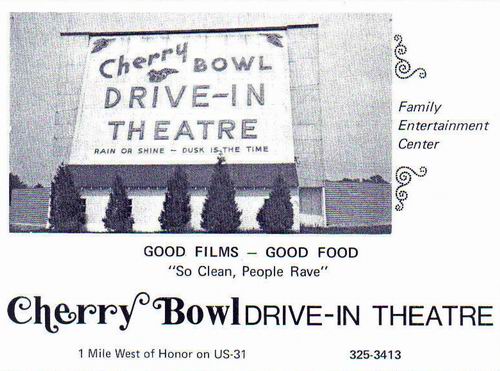 Cherry BOWL
DRIVE-IN
THEATRE
RAIN OR SHINE - DUSK IS THE TIME
Family
Entertainment
Center
GOOD FILMS - GOOD FOOD
"So Clean, People Rave"
Cherry Bowl DRIVE-IN THEATRE
1 Mile West of Honor on US-31 325-3413